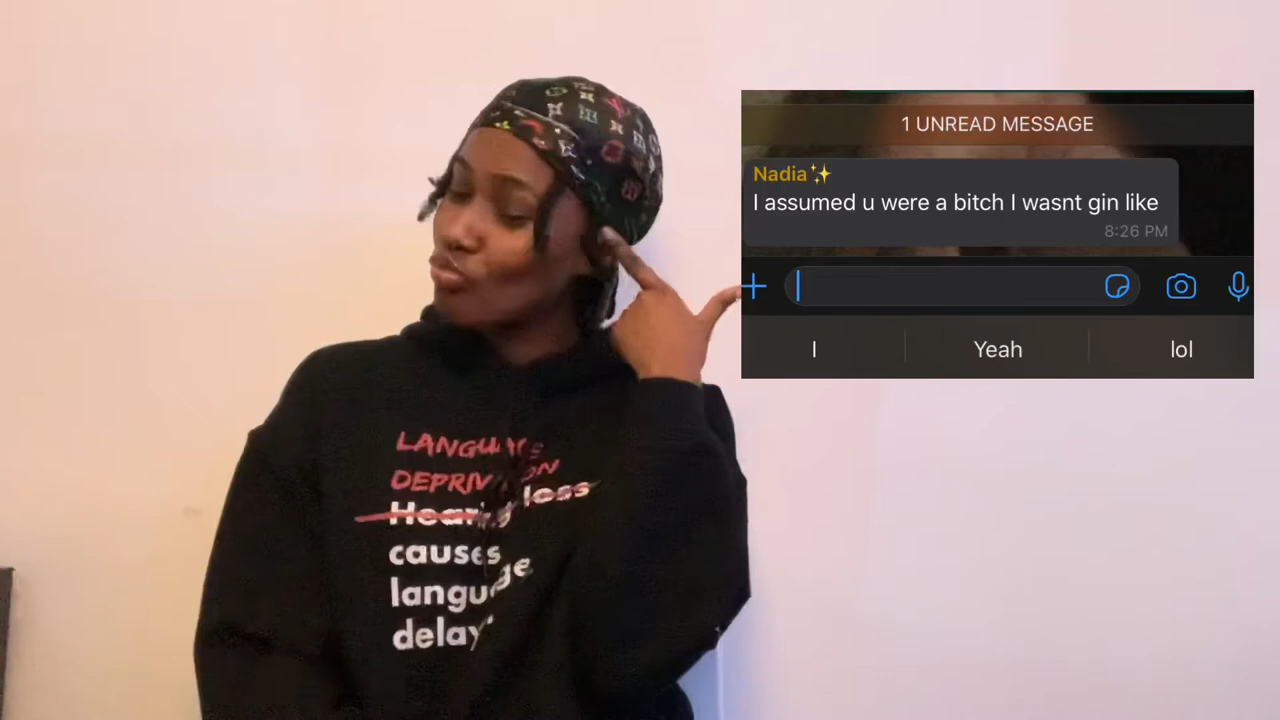 LANGUAGE
DEPRIVATION
Hearing loss
causes
language
delay
1 UNREAD MESSAGE
Nadia✨
I assumed u were a bitch I wasnt gin like
8:26 PM
I
Yeah
lol